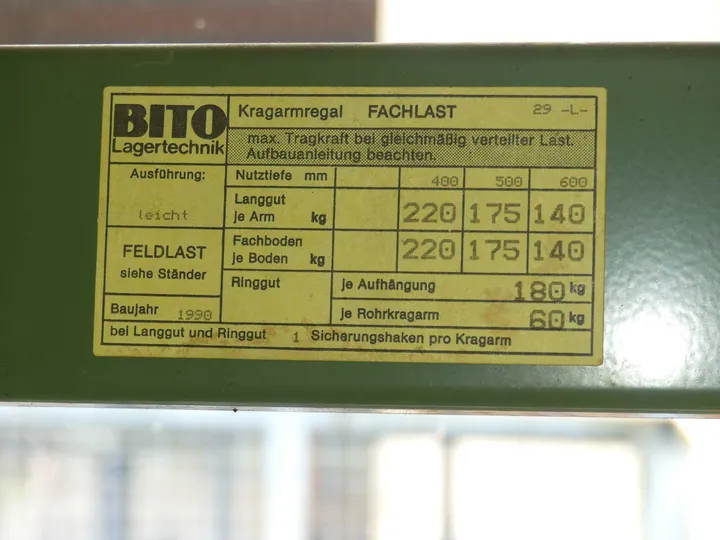 BITO
Lagertechnik
Kragarmregal FACHLAST 29 -L-
max. Tragkraft bei gleichmäßig verteilter Last.
Aufbauanleitung beachten.
Ausführung:
leicht
Nutztiefe mm 400 500 600
Langgut
je Arm kg 220 175 140
Fachboden
je Boden kg 220 175 140
FELDLAST
siehe Ständer
Ringgut
je Aufhängung 180 kg
je Rohrkragarm 60 kg
Baujahr 1990
bei Langgut und Ringgut 1 Sicherungshaken pro Kragarm